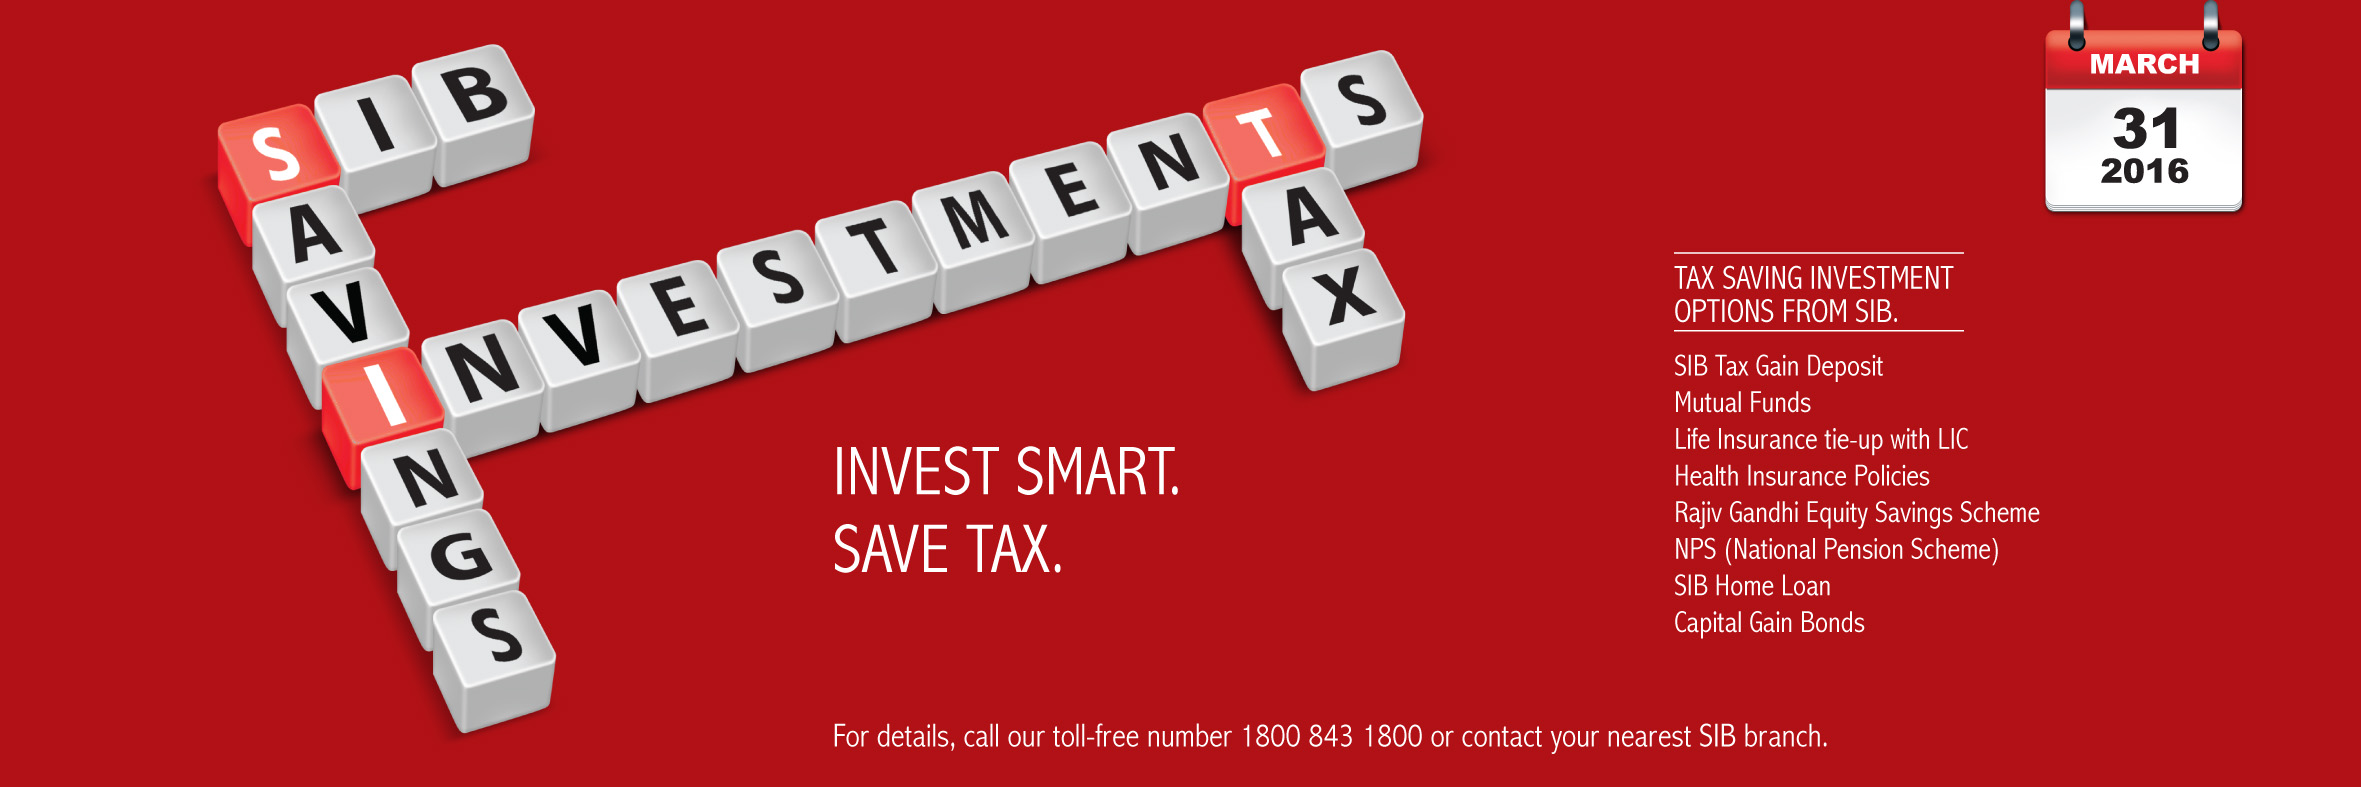 SIB
SAVINGS
INVESTMENTS
TAX
MARCH
31
2016
TAX SAVING INVESTMENT
OPTIONS FROM SIB.
SIB Tax Gain Deposit
Mutual Funds
Life Insurance tie-up with LIC
Health Insurance Policies
Rajiv Gandhi Equity Savings Scheme
NPS (National Pension Scheme)
SIB Home Loan
Capital Gain Bonds
INVEST SMART.
SAVE TAX.
For details, call our toll-free number 1800 843 1800 or contact your nearest SIB branch.